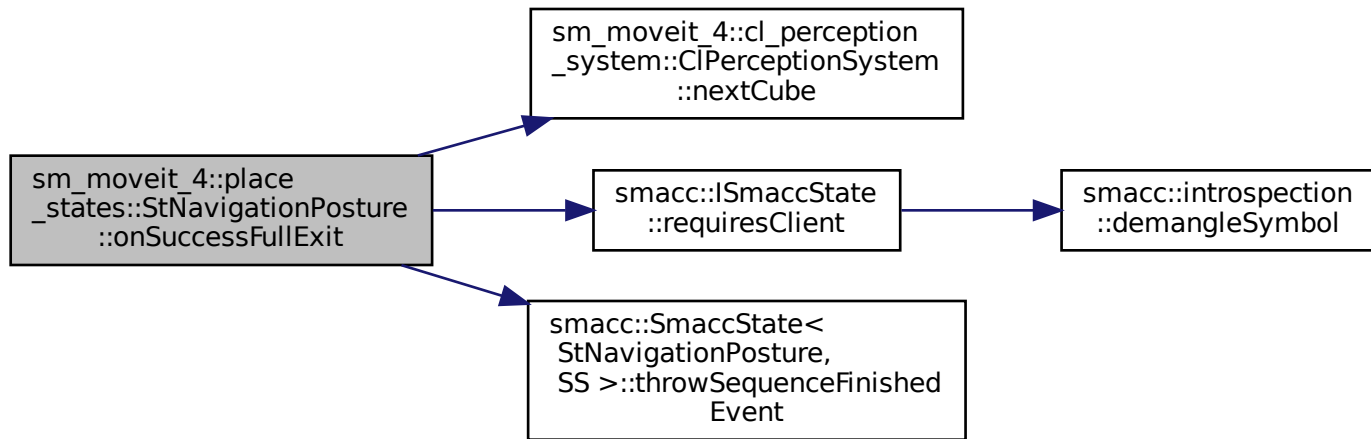 sm_moveit_4::place
_states::StNavigationPosture
::onSuccessFullExit
sm_moveit_4::cl_perception
_system::ClPerceptionSystem
::nextCube
smacc::ISmaccState
::requiresClient
smacc::introspection
::demangleSymbol
smacc::SmaccState<
StNavigationPosture,
SS >::throwSequenceFinished
Event